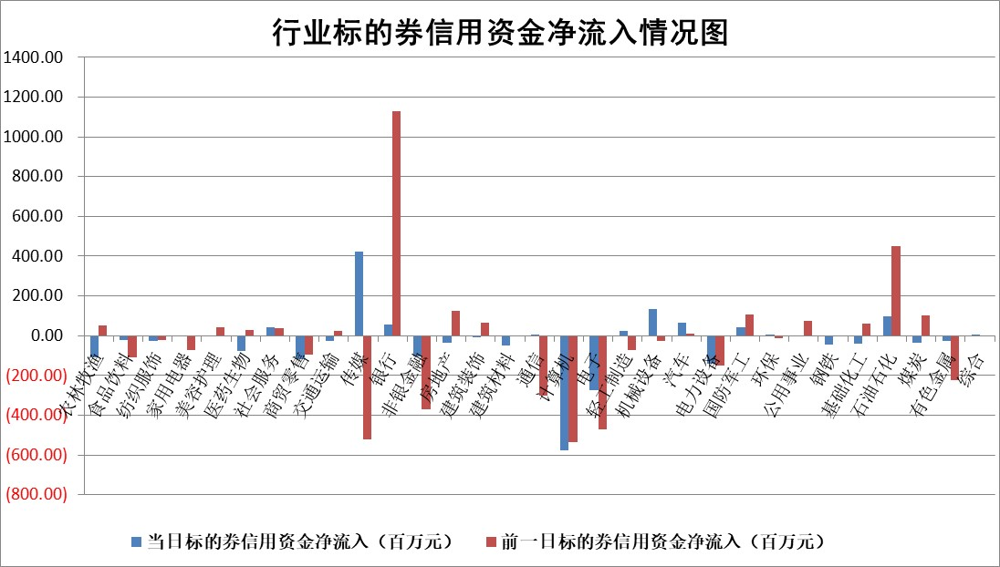 行业标的券信用资金净流入情况图
1400.00
1200.00
1000.00
800.00
600.00
400.00
200.00
0.00
(200.00)
(400.00)
(600.00)
(800.00)
农林牧渔
食品饮料
纺织服饰
家用电器
美容护理
医药生物
社会服务
商贸零售
交通运输
传媒
银行
非银金融
房地产
建筑装饰
建筑材料
通信
计算机
电子
轻工制造
机械设备
汽车
电力设备
国防军工
环保
公用事业
钢铁
基础化工
石油石化
煤炭
有色金属
综合
当日标的券信用资金净流入（百万元）
前一日标的券信用资金净流入（百万元）